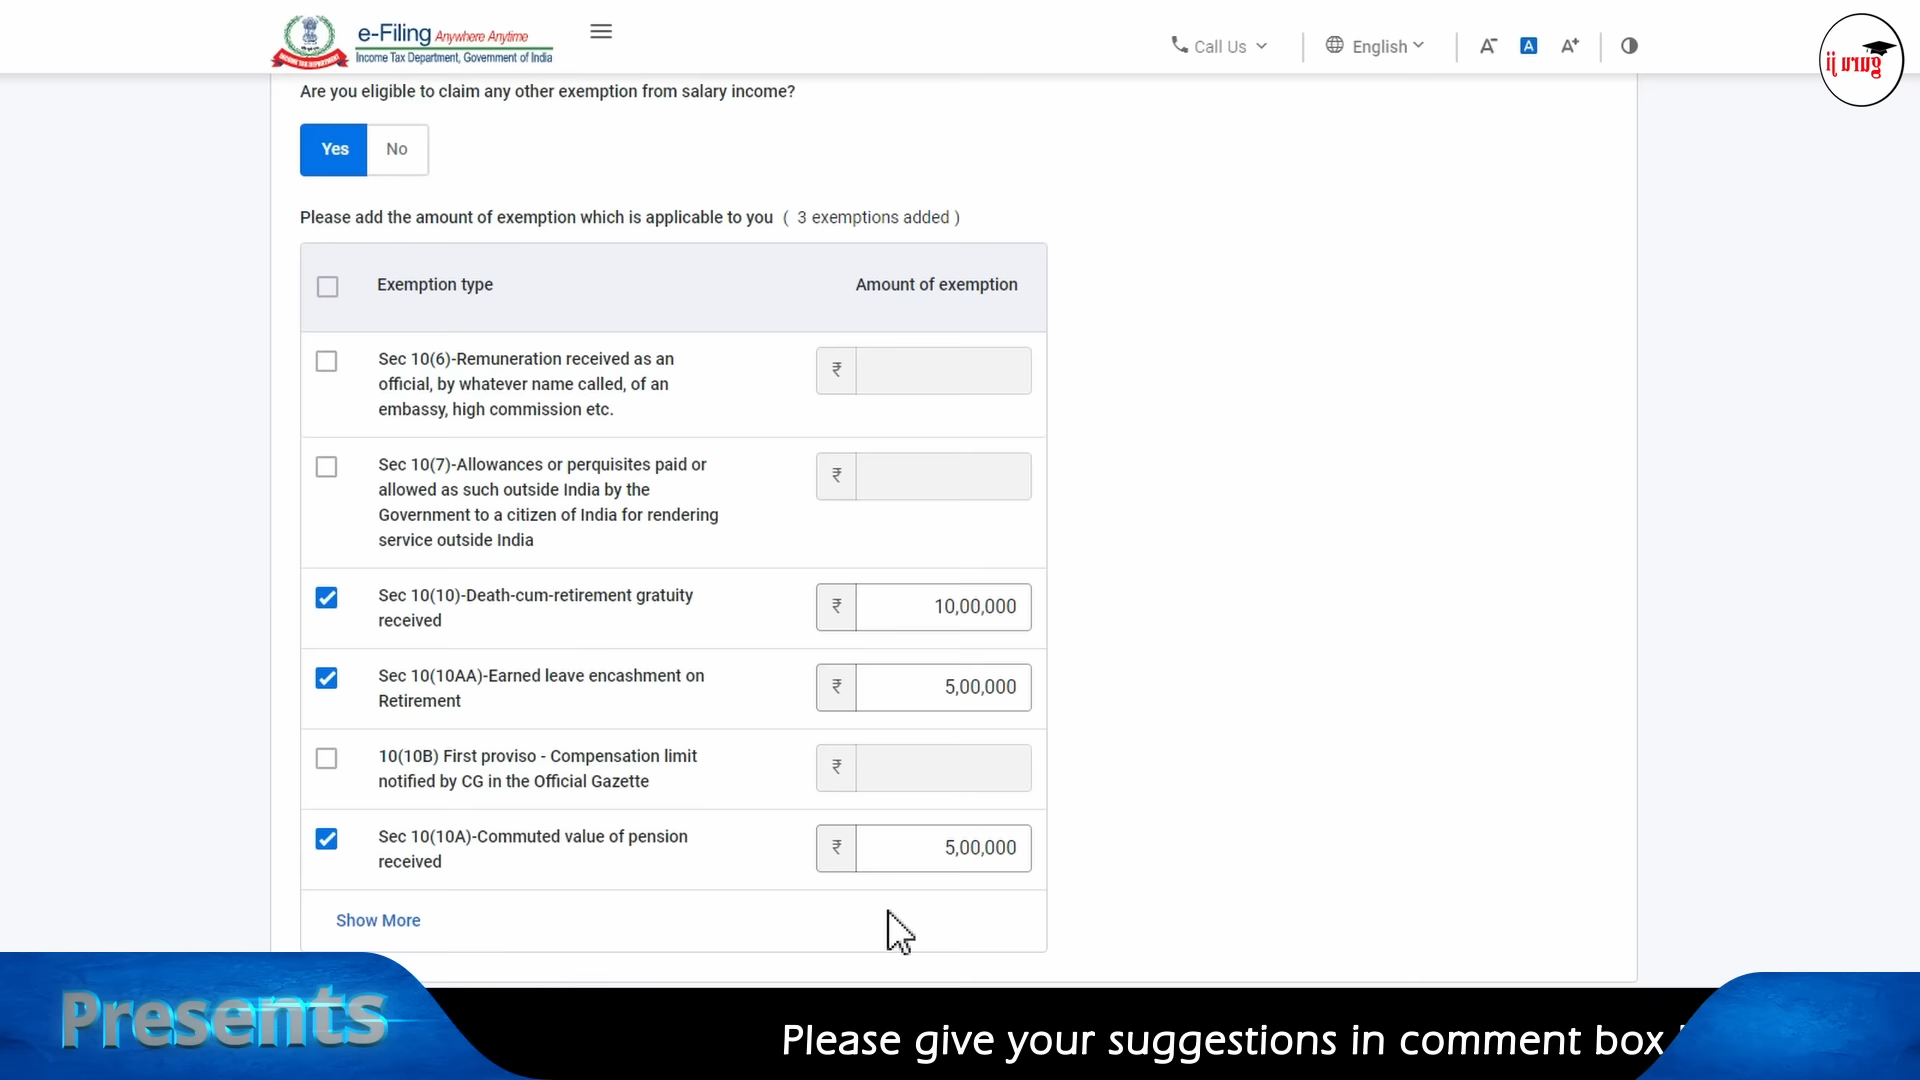 e-Filing Anywhere Anytime
Income Tax Department, Government of India
Call Us
English
A-
A
A+
Are you eligible to claim any other exemption from salary income?
Yes
No
Please add the amount of exemption which is applicable to you ( 3 exemptions added )
Exemption type
Amount of exemption
Sec 10(6)-Remuneration received as an
official, by whatever name called, of an
embassy, high commission etc.
₹
Sec 10(7)-Allowances or perquisites paid or
allowed as such outside India by the
Government to a citizen of India for rendering
service outside India
₹
Sec 10(10)-Death-cum-retirement gratuity
received
₹ 10,00,000
Sec 10(10AA)-Earned leave encashment on
Retirement
₹ 5,00,000
10(10B) First proviso - Compensation limit
notified by CG in the Official Gazette
₹
Sec 10(10A)-Commuted value of pension
received
₹ 5,00,000
Show More
Presents
Please give your suggestions in comment box